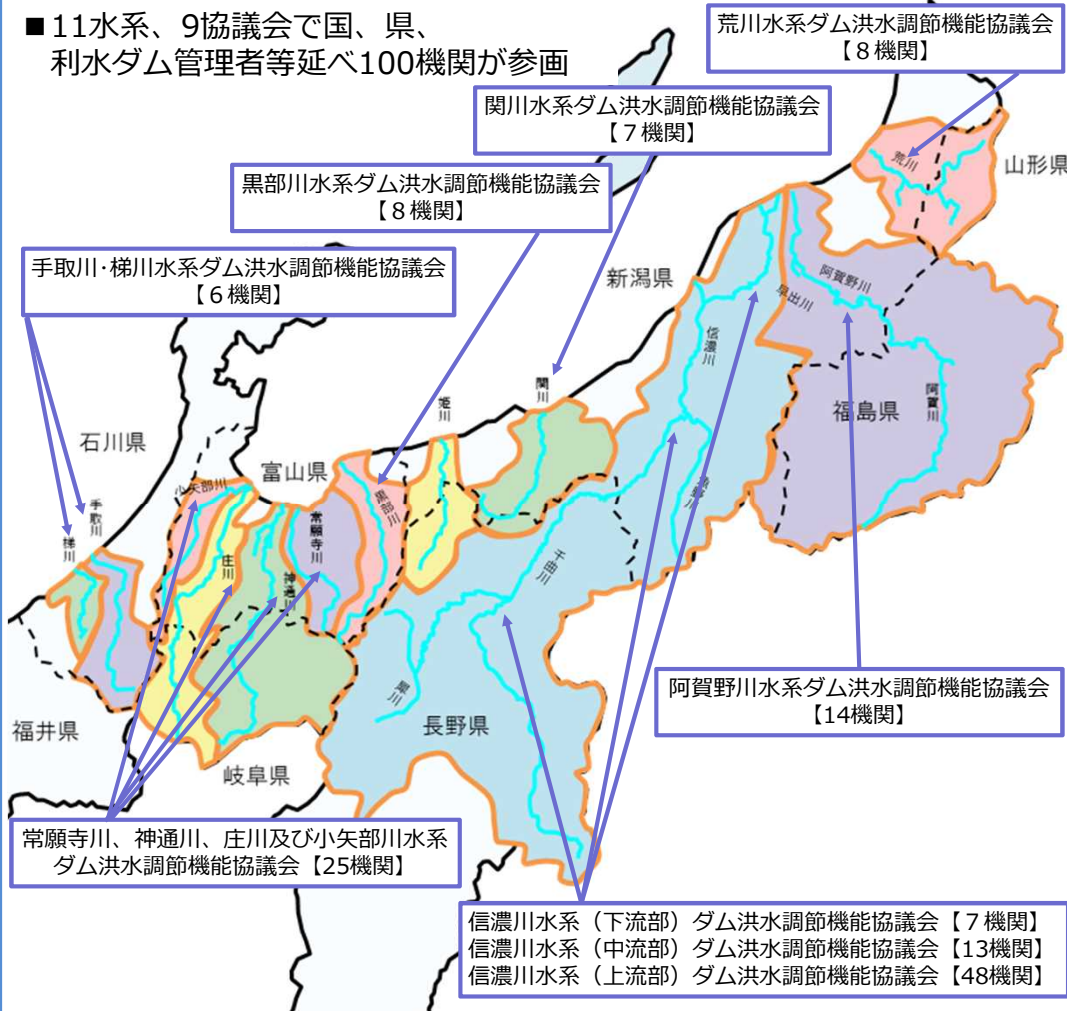 ■11水系、9協議会で国、県、
利水ダム管理者等延べ100機関が参画
荒川水系ダム洪水調節機能協議会
【８機関】
関川水系ダム洪水調節機能協議会
【７機関】
黒部川水系ダム洪水調節機能協議会
【８機関】
手取川･梯川水系ダム洪水調節機能協議会
【６機関】
荒川
山形県
新潟県
阿賀野川
早出川
信濃川
関川
姫川
阿賀川
福島県
石川県
富山県
小矢部川
手取川
梯川
庄川
神通川
常願寺川
黒部川
魚野川
千曲川
犀川
長野県
福井県
岐阜県
阿賀野川水系ダム洪水調節機能協議会
【14機関】
常願寺川、神通川、庄川及び小矢部川水系
ダム洪水調節機能協議会【25機関】
信濃川水系（下流部）ダム洪水調節機能協議会【７機関】
信濃川水系（中流部）ダム洪水調節機能協議会【13機関】
信濃川水系（上流部）ダム洪水調節機能協議会【48機関】